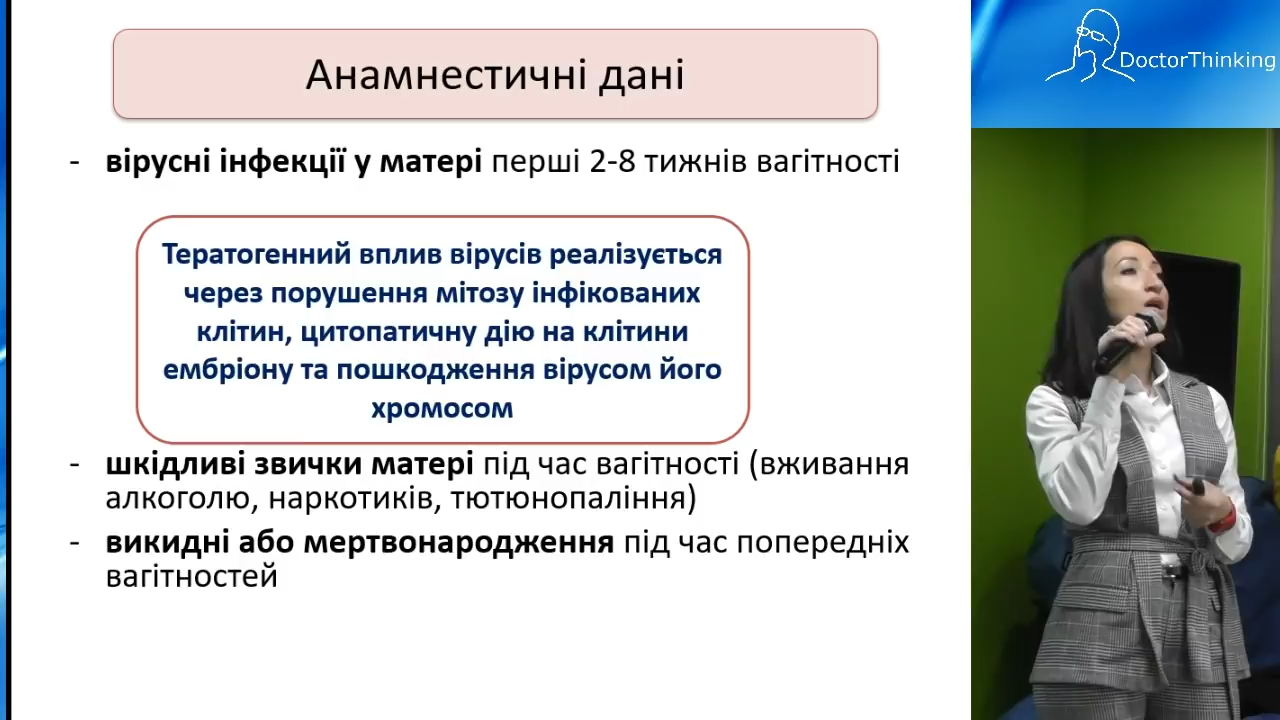 Анамнестичні дані
DoctorThinking
- вірусні інфекції у матері перші 2-8 тижнів вагітності
Тератогенний вплив вірусів реалізується
через порушення мітозу інфікованих
клітин, цитопатичну дію на клітини
ембріону та пошкодження вірусом його
хромосом
- шкідливі звички матері під час вагітності (вживання
алкоголю, наркотиків, тютюнопаління)
- викидні або мертвонародження під час попередніх
вагітностей